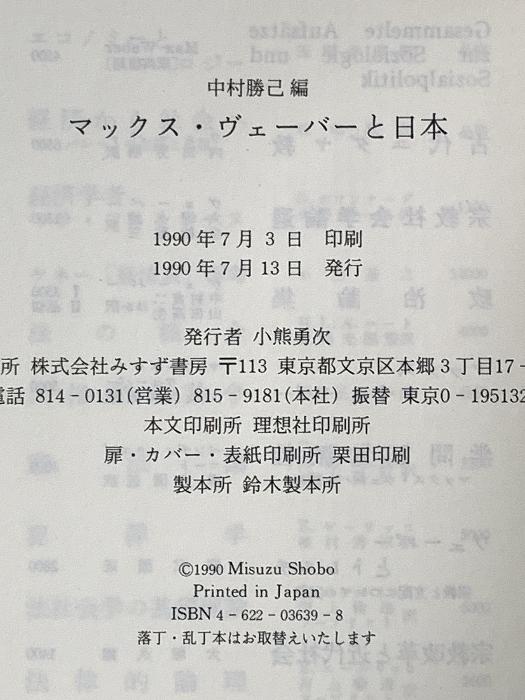 中村勝己 編
マックス・ヴェーバーと日本
1990年7月3日 印刷
1990年7月13日 発行
発行者 小熊勇次
所 株式会社みすず書房 〒113 東京都文京区本郷3丁目17-
電話 814-0131(営業) 815-9181(本社) 振替 東京0-195132
本文印刷所 理想社印刷所
扉・カバー・表紙印刷所 栗田印刷
製本所 鈴木製本所
©1990 Misuzu Shobo
Printed in Japan
ISBN 4-622-03639-8
落丁・乱丁本はお取替えいたします